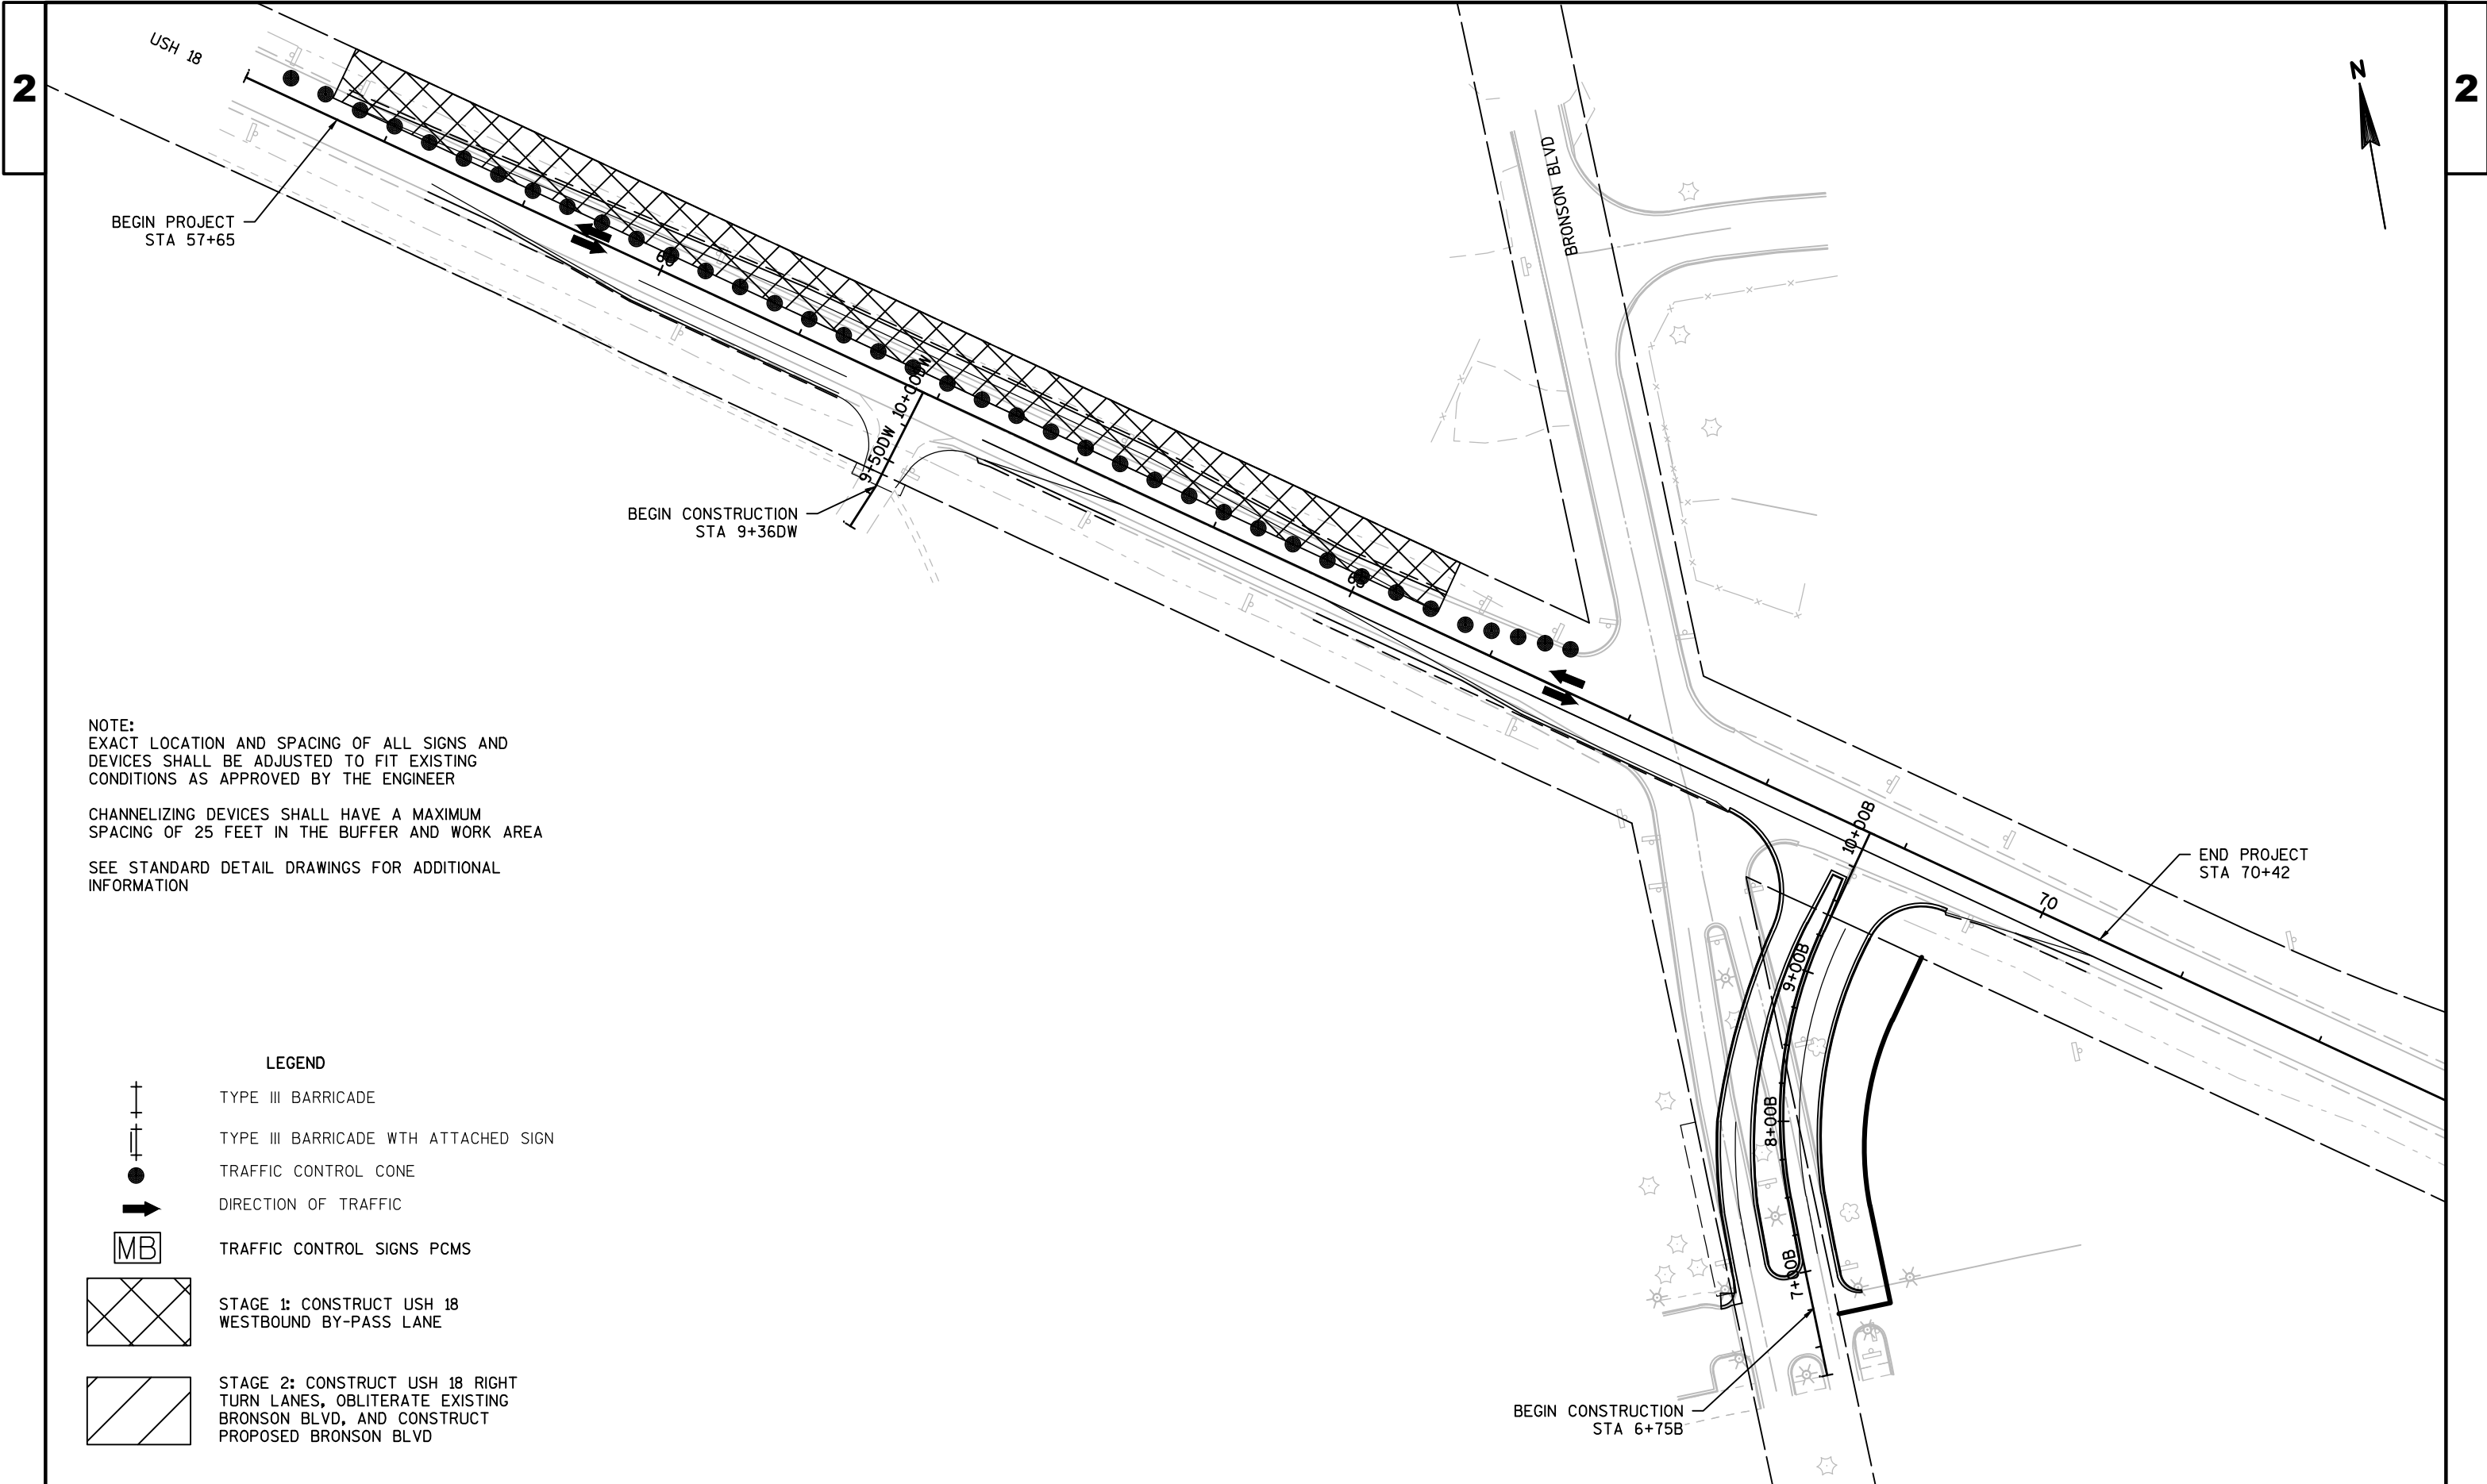 2
2
USH 18
N
BRONSON BLVD
BEGIN PROJECT
STA 57+65
10+00DW
9+50DW
BEGIN CONSTRUCTION
STA 9+36DW
NOTE:
EXACT LOCATION AND SPACING OF ALL SIGNS AND
DEVICES SHALL BE ADJUSTED TO FIT EXISTING
CONDITIONS AS APPROVED BY THE ENGINEER
CHANNELIZING DEVICES SHALL HAVE A MAXIMUM
SPACING OF 25 FEET IN THE BUFFER AND WORK AREA
SEE STANDARD DETAIL DRAWINGS FOR ADDITIONAL
INFORMATION
10+00B
END PROJECT
STA 70+42
70
9+00B
8+00B
7+00B
LEGEND
TYPE III BARRICADE
TYPE III BARRICADE WTH ATTACHED SIGN
TRAFFIC CONTROL CONE
DIRECTION OF TRAFFIC
MB
TRAFFIC CONTROL SIGNS PCMS
STAGE 1: CONSTRUCT USH 18
WESTBOUND BY-PASS LANE
STAGE 2: CONSTRUCT USH 18 RIGHT
TURN LANES, OBLITERATE EXISTING
BRONSON BLVD, AND CONSTRUCT
PROPOSED BRONSON BLVD
BEGIN CONSTRUCTION
STA 6+75B